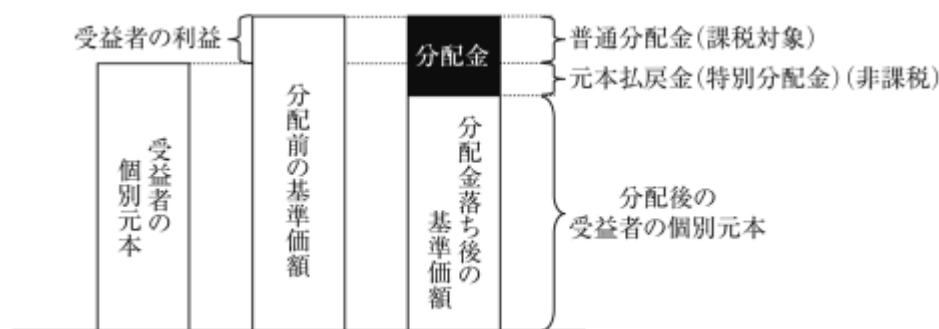 受益者の利益
分配金
普通分配金(課税対象)
元本払戻金(特別分配金)(非課税)
受益者の
個別元本
分配前の基準価額
分配金落ち後の
基準価額
分配後の
受益者の個別元本